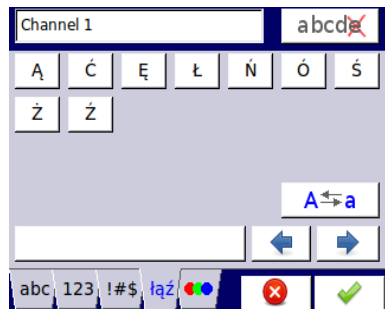 Channel 1 abcde
Ą Ć Ę Ł Ń Ó Ś
Ż Ź
A a
abc 123 !#$ łąź